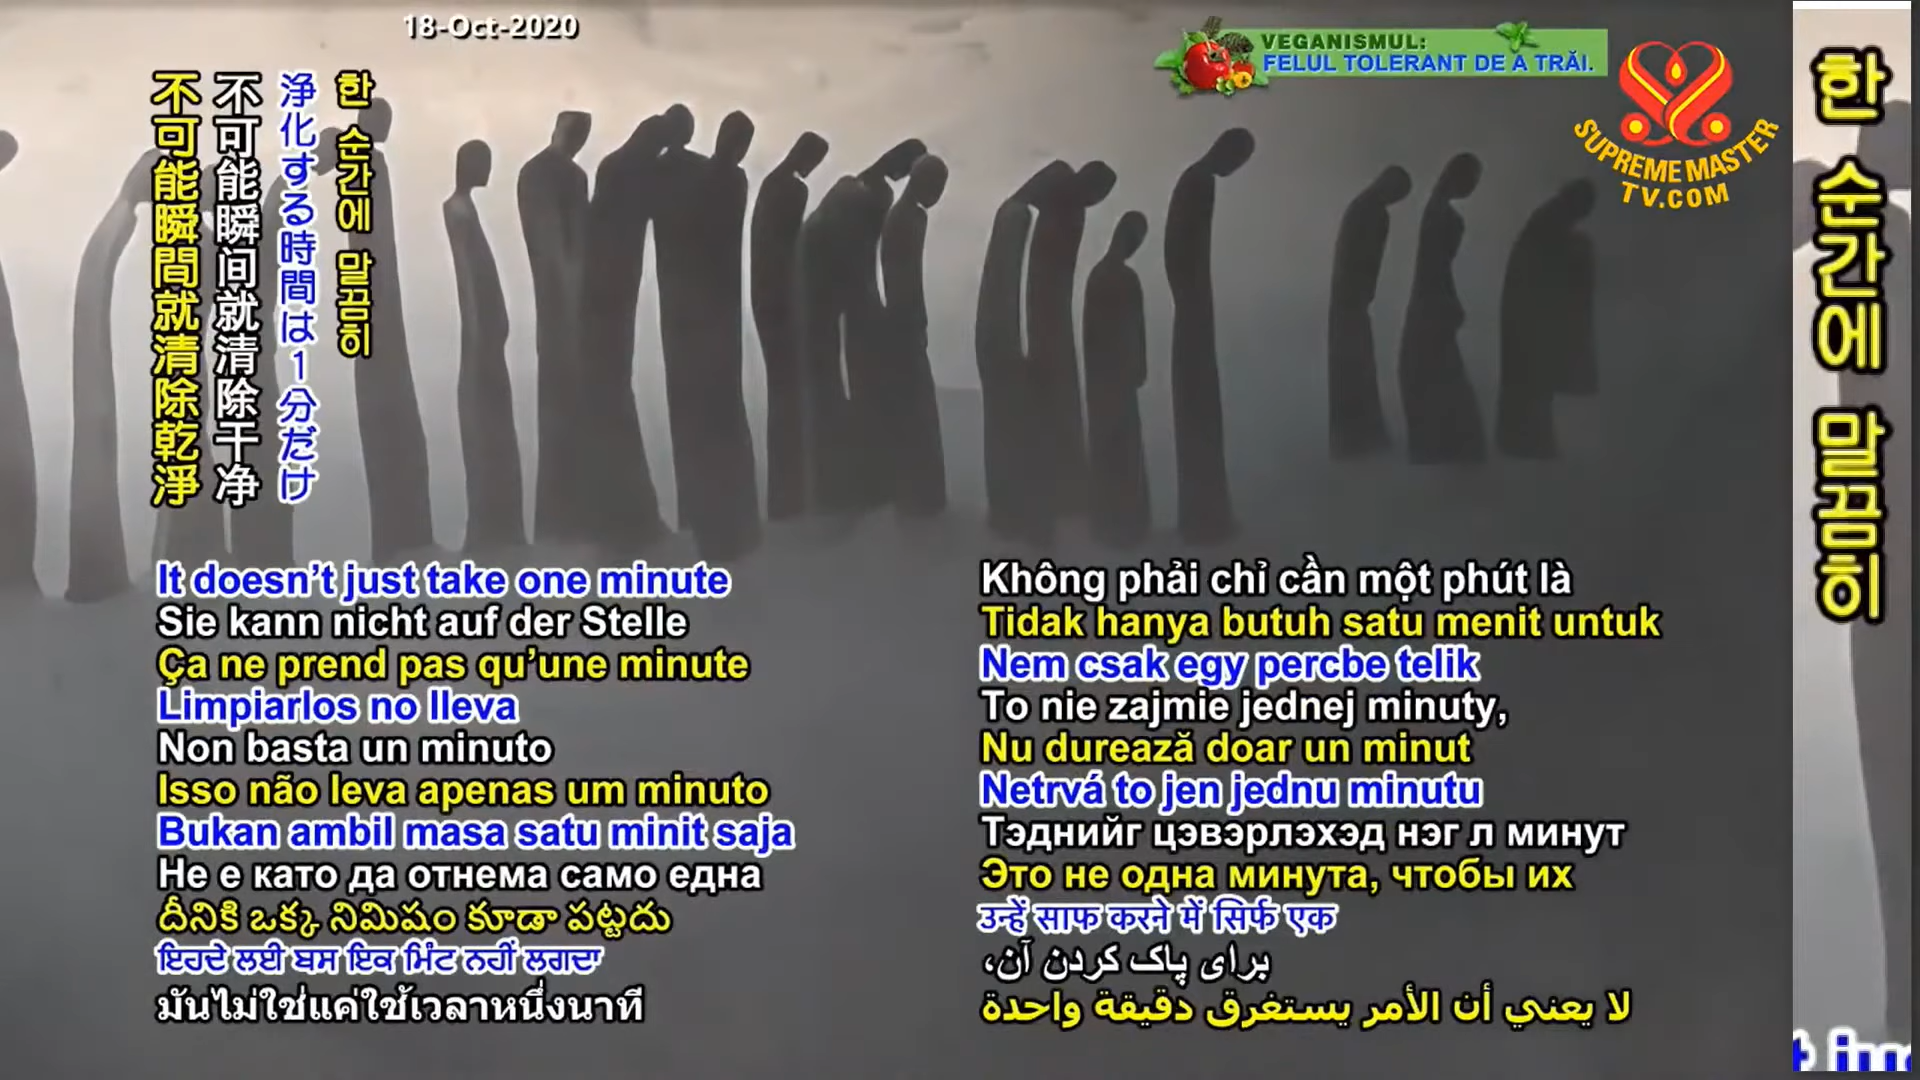 18-Oct-2020
VEGANISMUL:
FELUL TOLERANT DE A TRĂI.
SUPREME MASTER
TV.COM
한 순간에 말끔히
浄化する時間は1分だけ
不可能瞬间就清除干净
不可能瞬間就清除乾淨
It doesn’t just take one minute
Sie kann nicht auf der Stelle
Ça ne prend pas qu’une minute
Limpiarlos no lleva
Non basta un minuto
Isso não leva apenas um minuto
Bukan ambil masa satu minit saja
Не е като да отнема само една
దీనికి ఒక్క నిమిషం కూడా పట్టదు
ਇਹਦੇ ਲਈ ਬਸ ਇਕ ਮਿੰਟ ਨਹੀਂ ਲਗਦਾ
มันไม่ใช่แค่ใช้เวลาหนึ่งนาที
Không phải chỉ cần một phút là
Tidak hanya butuh satu menit untuk
Nem csak egy percbe telik
To nie zajmie jednej minuty,
Nu durează doar un minut
Netrvá to jen jednu minutu
Тэднийг цэвэрлэхэд нэг л минут
Это не одна минута, чтобы их
उन्हें साफ करने में सिर्फ एक
برای پاک کردن آن،
لا يعني أن الأمر يستغرق دقيقة واحدة
한 순간에 말끔히